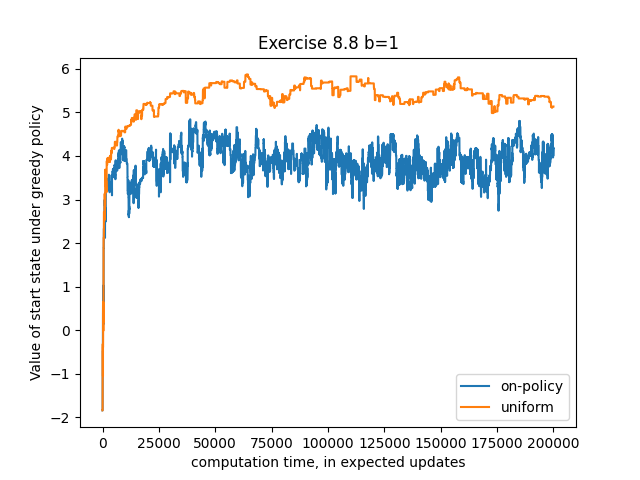 Exercise 8.8 b=1
Value of start state under greedy policy
6
5
4
3
2
1
0
−1
−2
0 25000 50000 75000 100000 125000 150000 175000 200000
computation time, in expected updates
on-policy
uniform